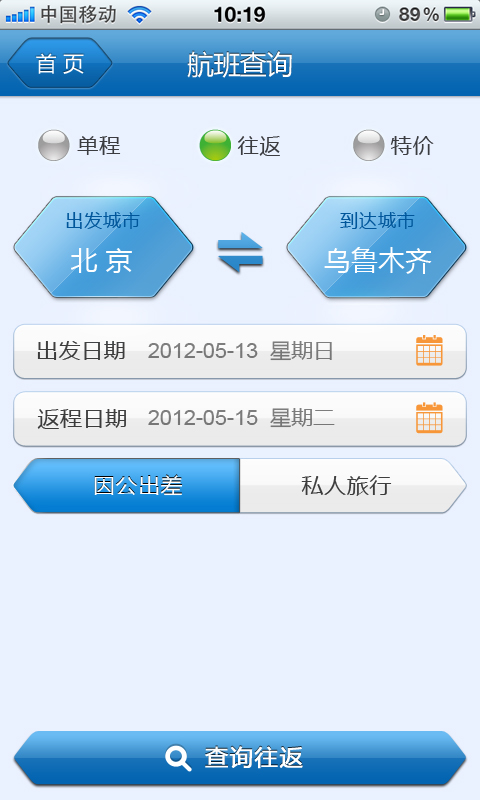 中国移动 10:19 89%
首页 航班查询
单程 往返 特价
出发城市 到达城市
北京 乌鲁木齐
出发日期 2012-05-13 星期日
返程日期 2012-05-15 星期二
因公出差 私人旅行
查询往返